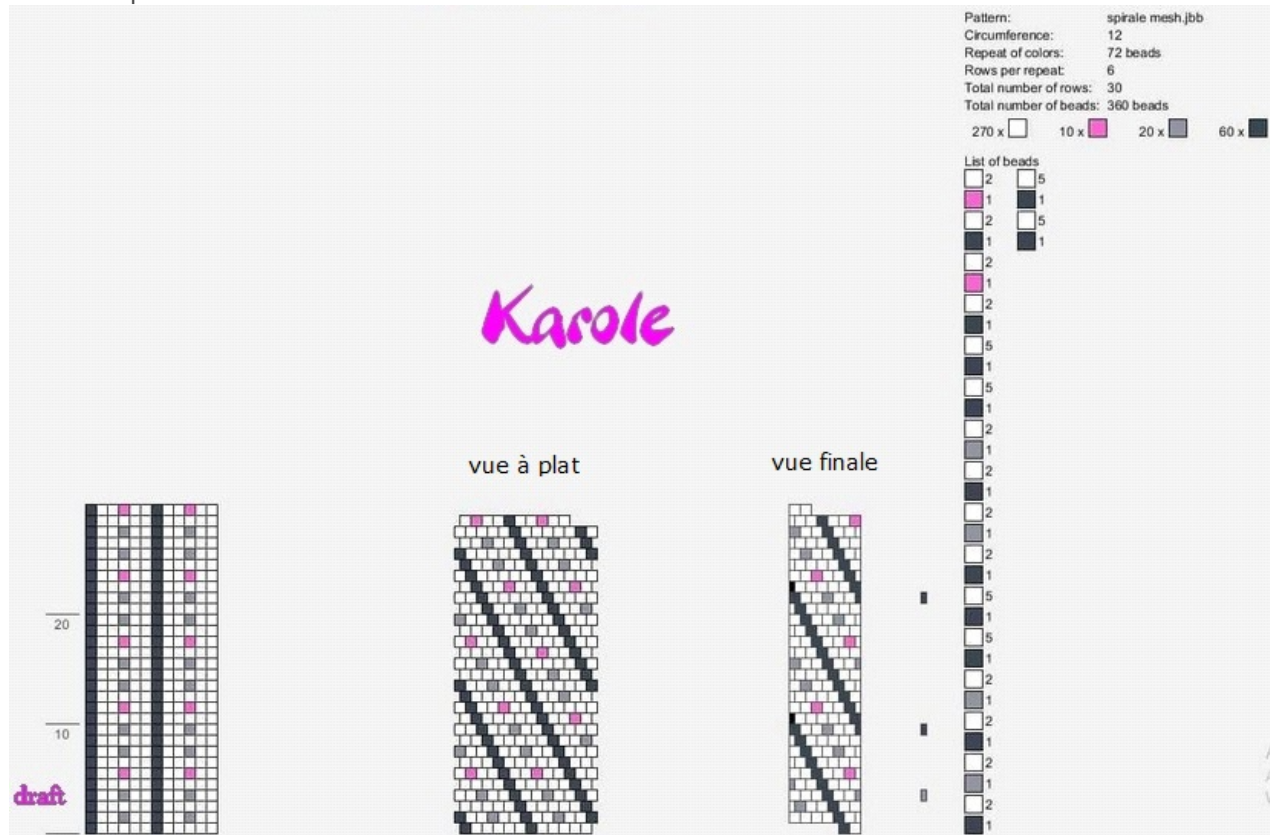 Pattern: spirale mesh.jbb
Circumference: 12
Repeat of colors: 72 beads
Rows per repeat: 6
Total number of rows: 30
Total number of beads: 360 beads
270 x 10 x 20 x 60 x
List of beads
2 5
1 1
2 5
1 1
2
1
2
1
5
1
5
1
2
1
2
1
2
1
2
1
5
1
5
1
2
1
2
1
2
1
2
1
Karole
vue à plat
vue finale
20
10
draft